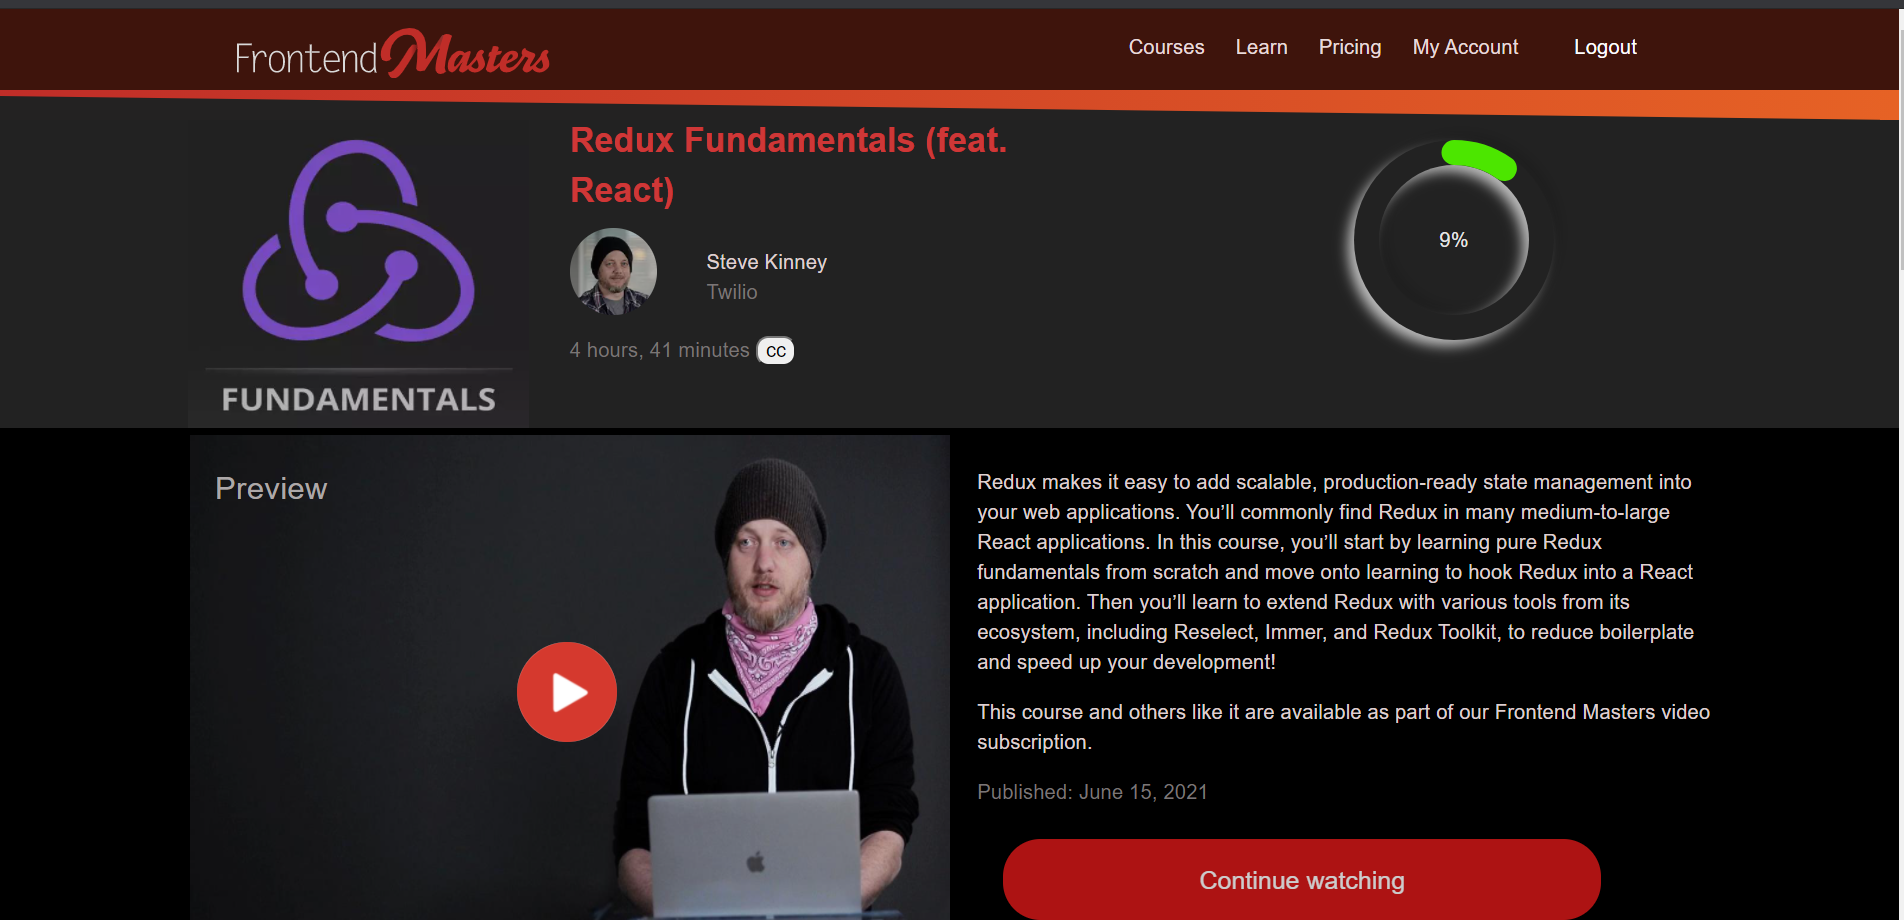 Frontend Masters
Courses Learn Pricing My Account Logout
FUNDAMENTALS
Redux Fundamentals (feat.
React)
Steve Kinney
Twilio
4 hours, 41 minutes CC
9%
Preview
Redux makes it easy to add scalable, production-ready state management into
your web applications. You’ll commonly find Redux in many medium-to-large
React applications. In this course, you’ll start by learning pure Redux
fundamentals from scratch and move onto learning to hook Redux into a React
application. Then you’ll learn to extend Redux with various tools from its
ecosystem, including Reselect, Immer, and Redux Toolkit, to reduce boilerplate
and speed up your development!
This course and others like it are available as part of our Frontend Masters video
subscription.
Published: June 15, 2021
Continue watching